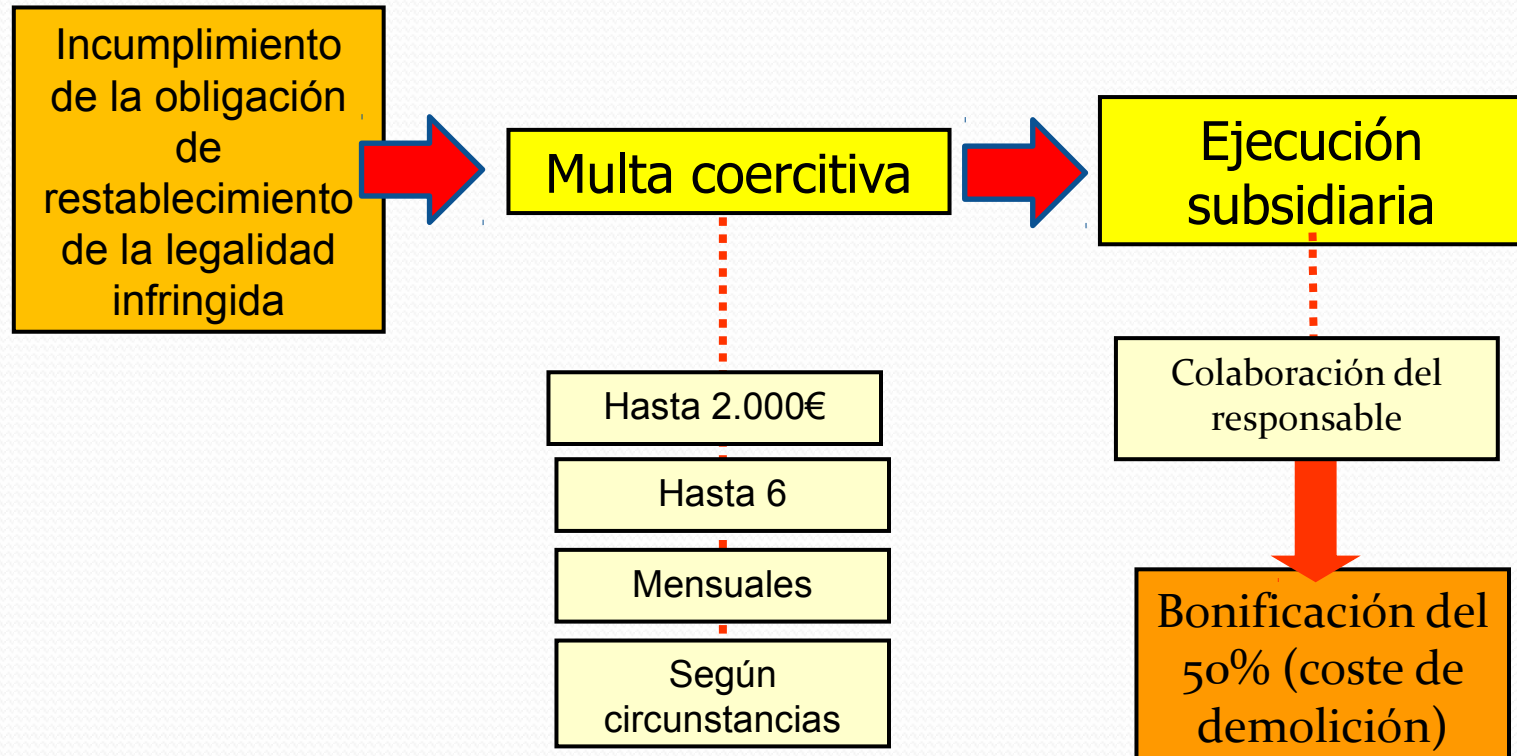 Incumplimiento
de la obligación
de
restablecimiento
de la legalidad
infringida
Multa coercitiva
Hasta 2.000€
Hasta 6
Mensuales
Según
circunstancias
Ejecución
subsidiaria
Colaboración del
responsable
Bonificación del
50% (coste de
demolición)